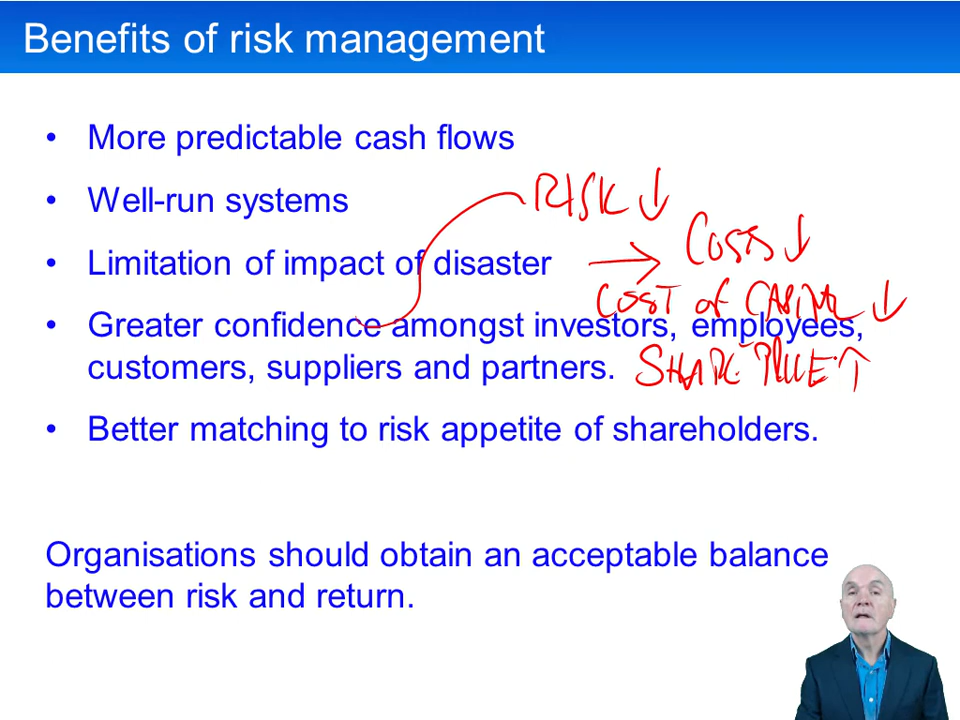 Benefits of risk management
• More predictable cash flows
• Well-run systems
RISK ↓
• Limitation of impact of disaster
→ Costs ↓
COST of CAPITAL ↓
• Greater confidence amongst investors, employees,
customers, suppliers and partners.
SHARE PRICE ↑
• Better matching to risk appetite of shareholders.
Organisations should obtain an acceptable balance
between risk and return.